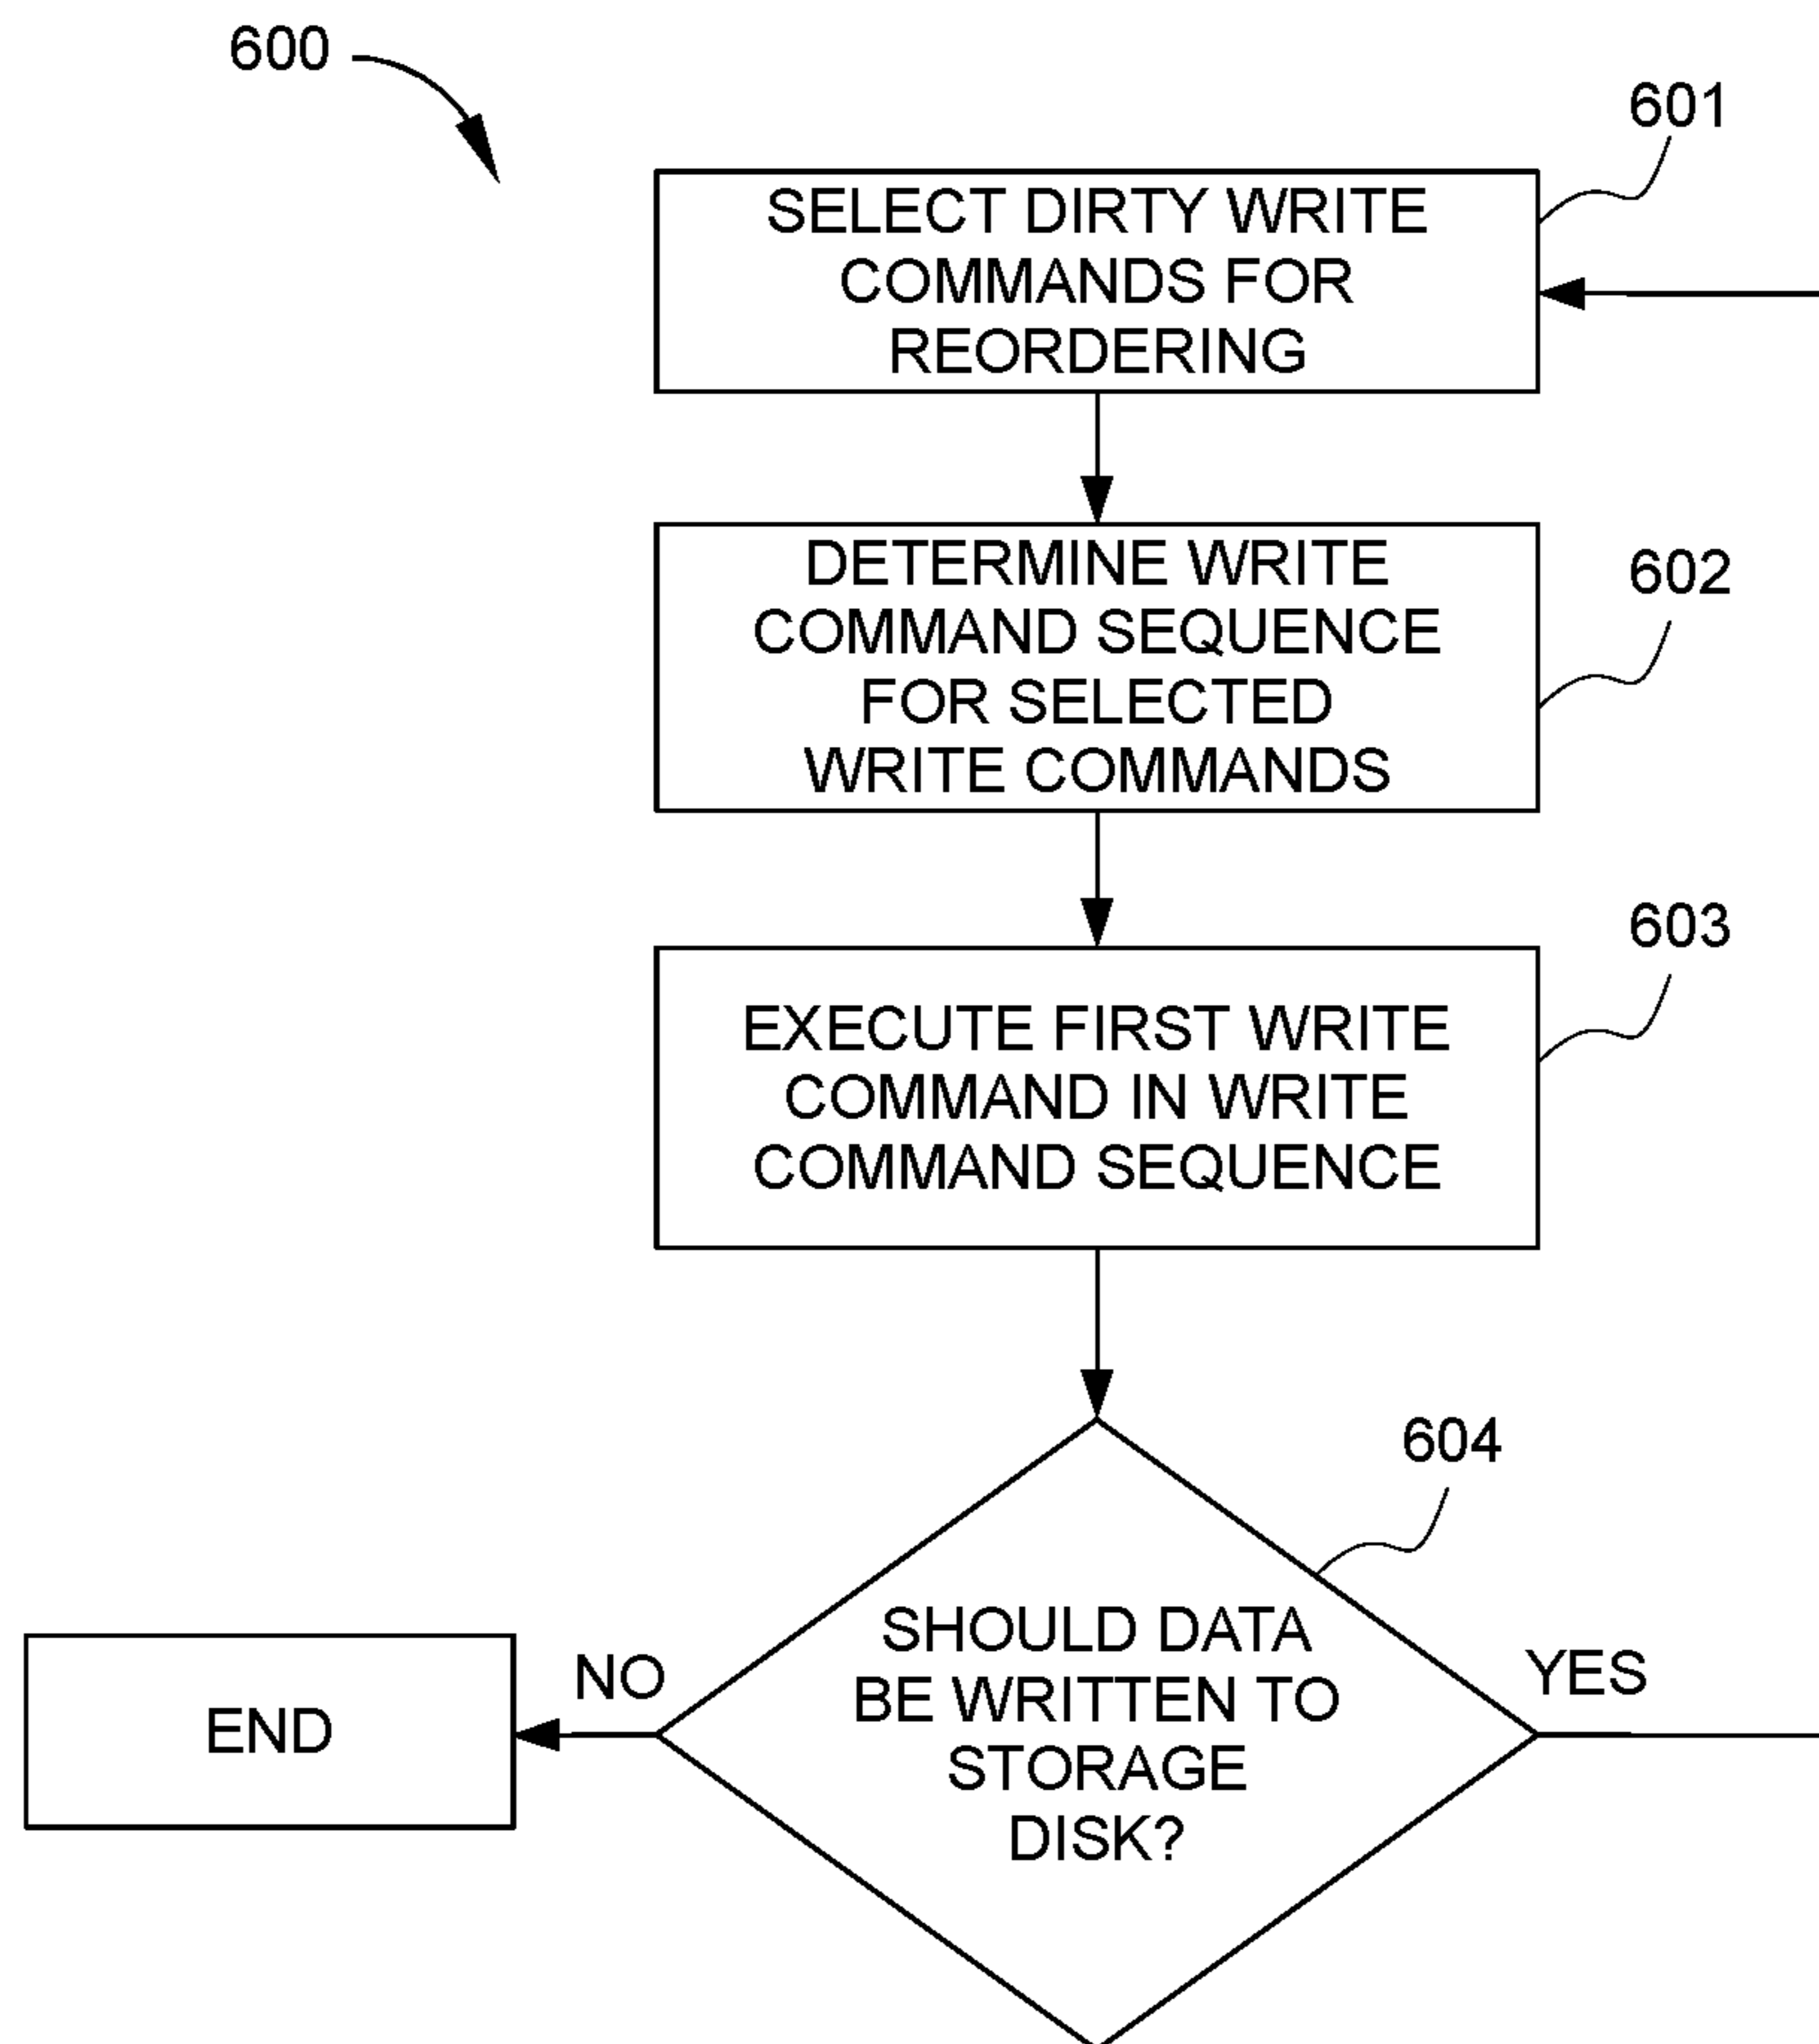 600
601
SELECT DIRTY WRITE
COMMANDS FOR
REORDERING
602
DETERMINE WRITE
COMMAND SEQUENCE
FOR SELECTED
WRITE COMMANDS
603
EXECUTE FIRST WRITE
COMMAND IN WRITE
COMMAND SEQUENCE
604
SHOULD DATA
BE WRITTEN TO
STORAGE
DISK?
NO
YES
END